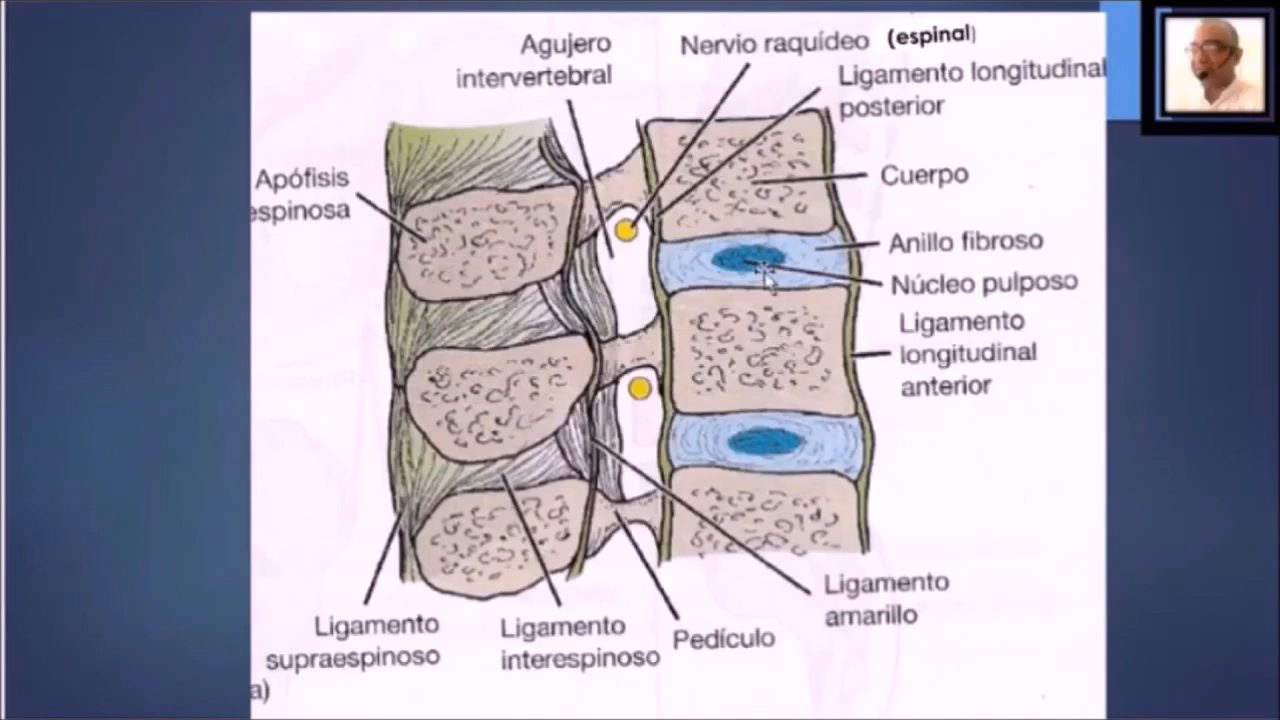 Agujero
intervertebral
Nervio raquídeo (espinal)
Ligamento longitudinal
posterior
Apófisis
espinosa
Cuerpo
Anillo fibroso
Núcleo pulposo
Ligamento
longitudinal
anterior
Ligamento
amarillo
Ligamento
supraespinoso
Ligamento
interespinoso
Pedículo
a)